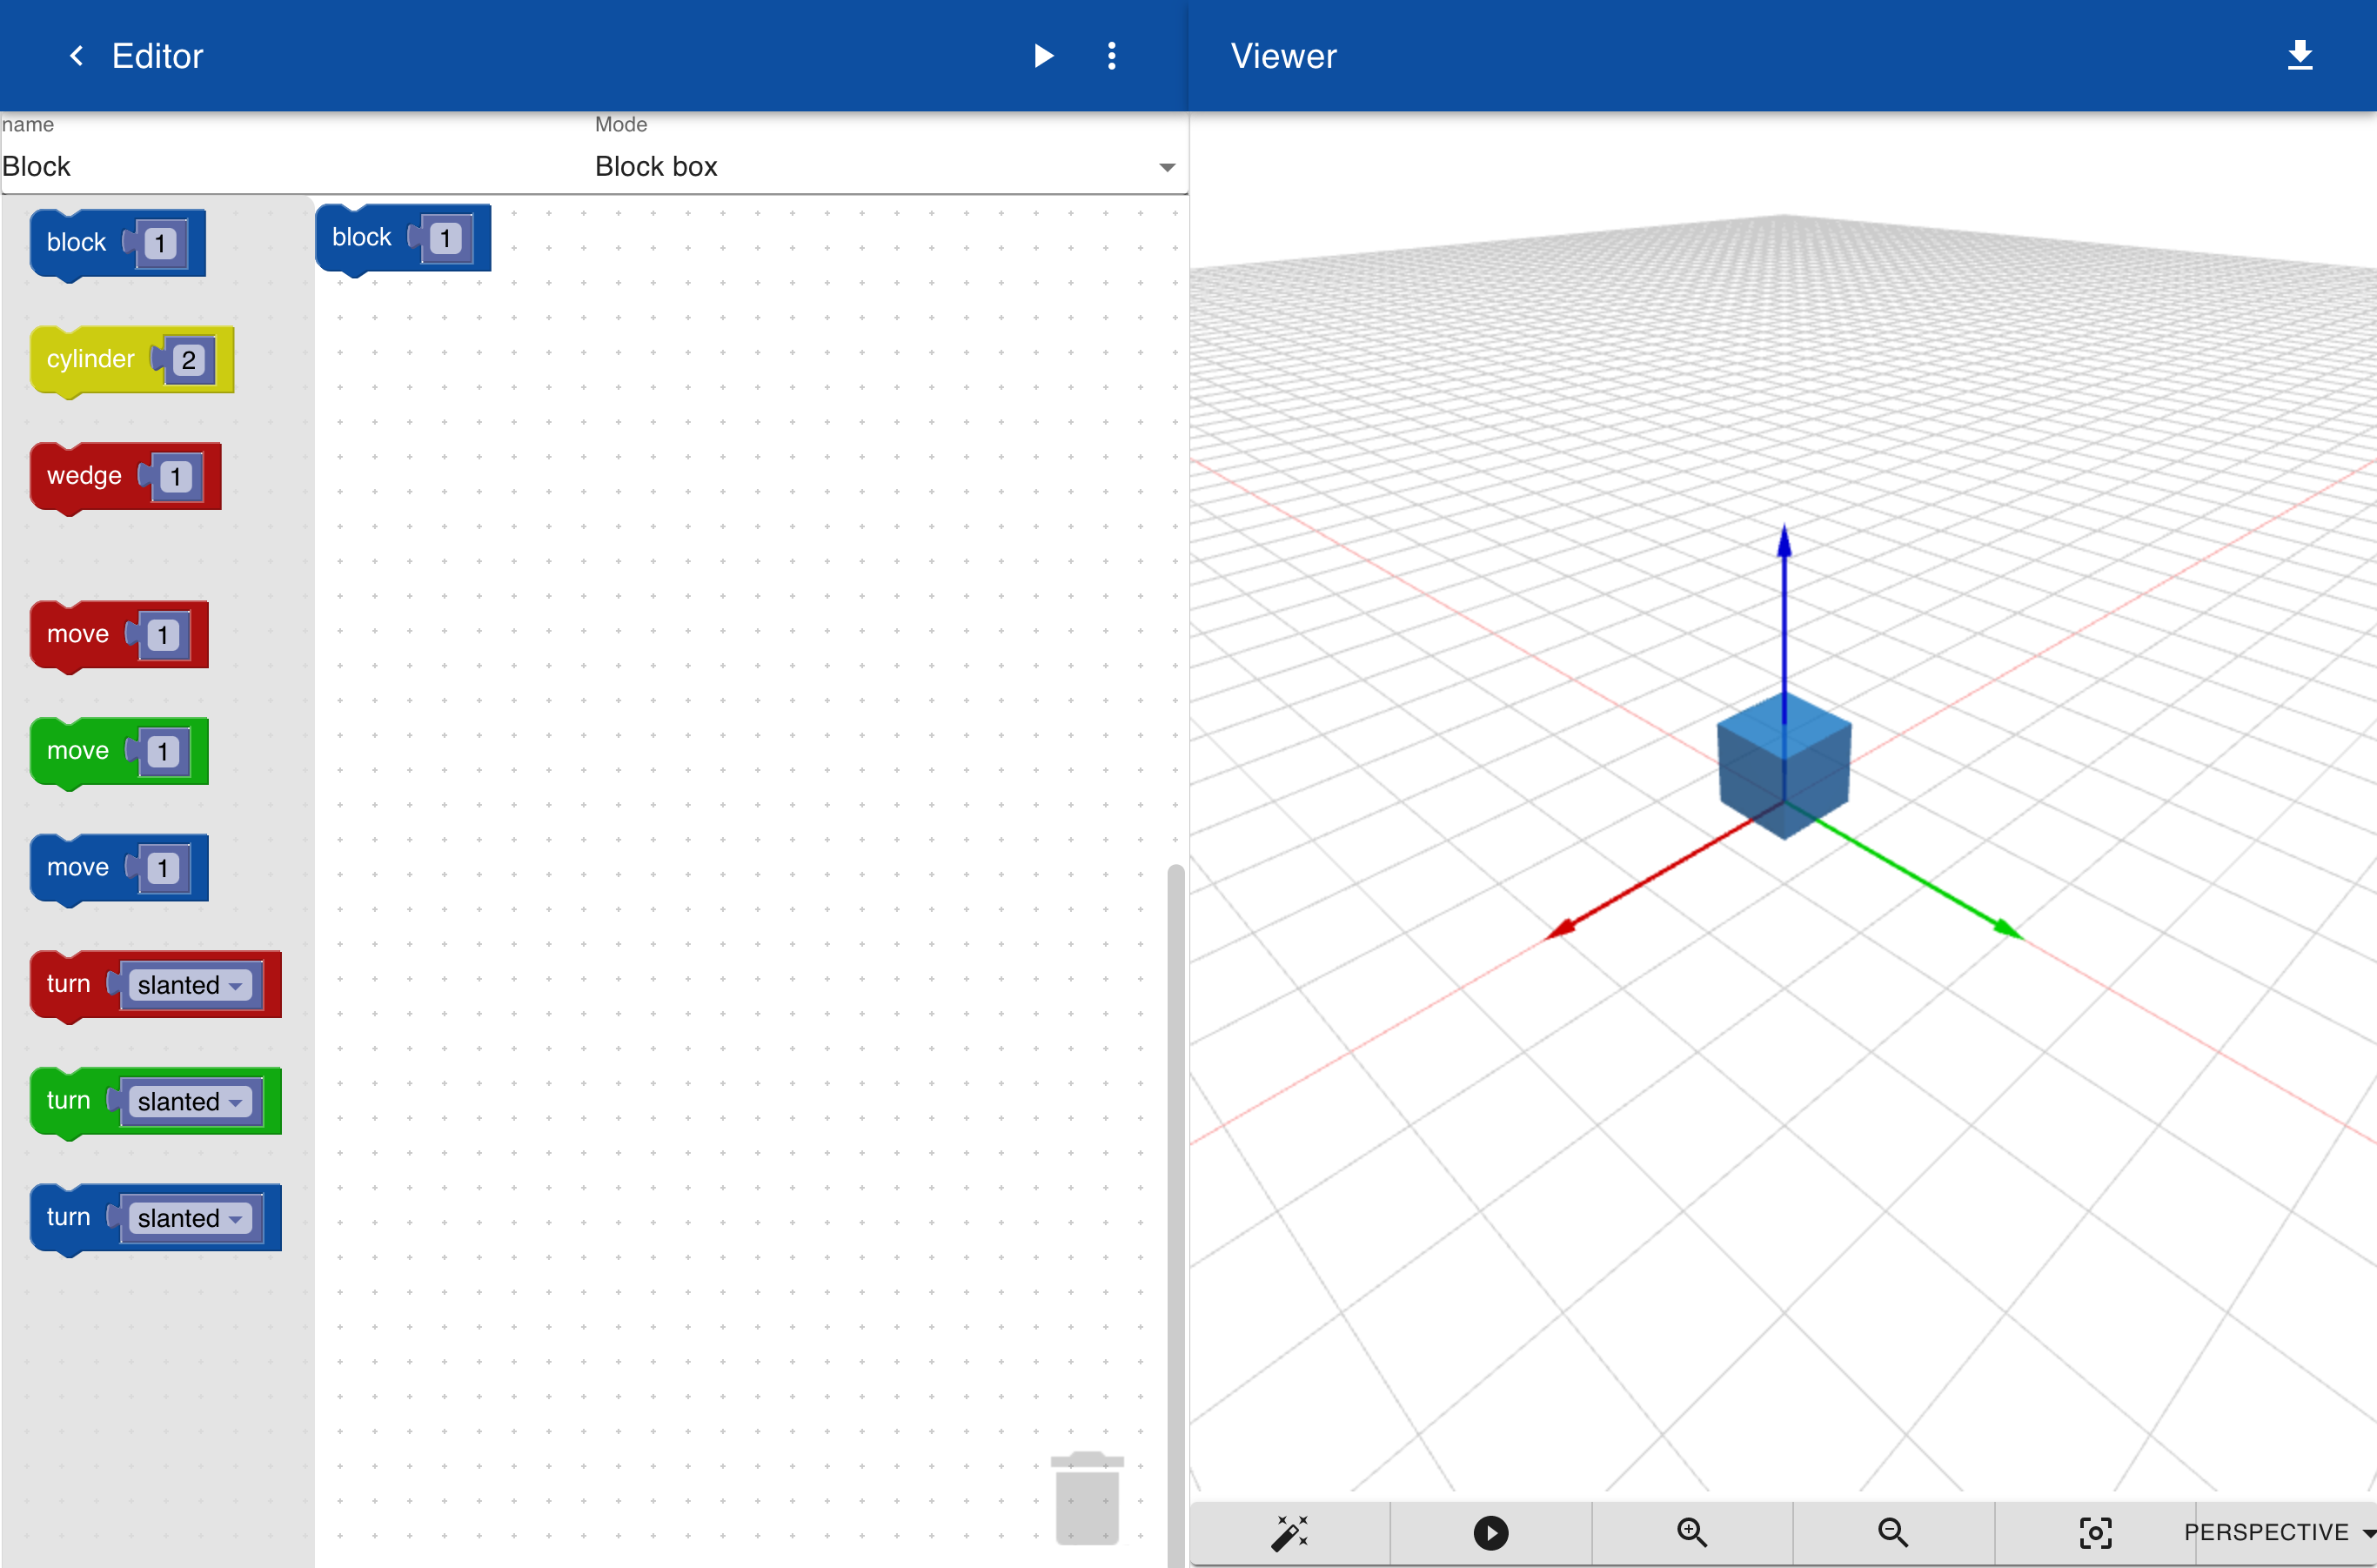 Editor
Viewer
name
Mode
Block
Block box
block 1
block 1
cylinder 2
wedge 1
move 1
move 1
move 1
turn slanted
turn slanted
turn slanted
PERSPECTIVE